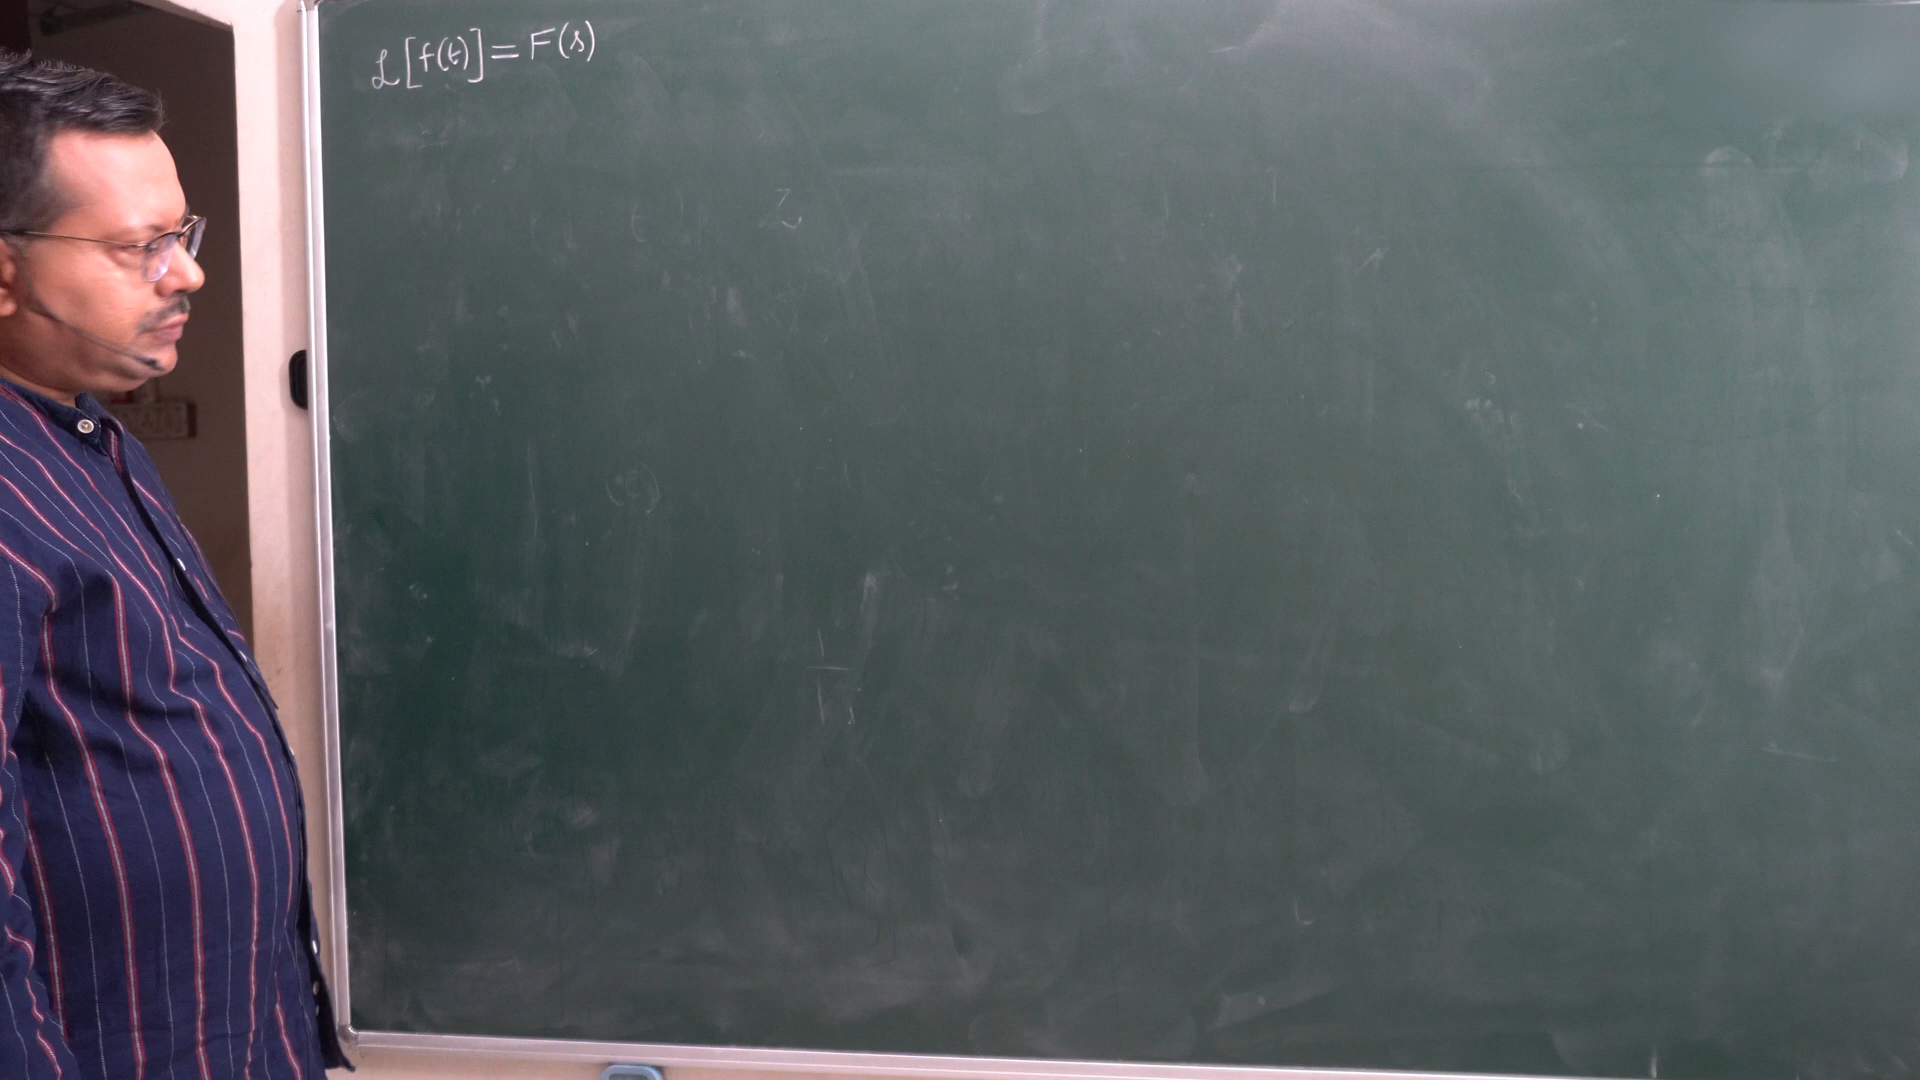 ℒ[f(t)] = F(s)